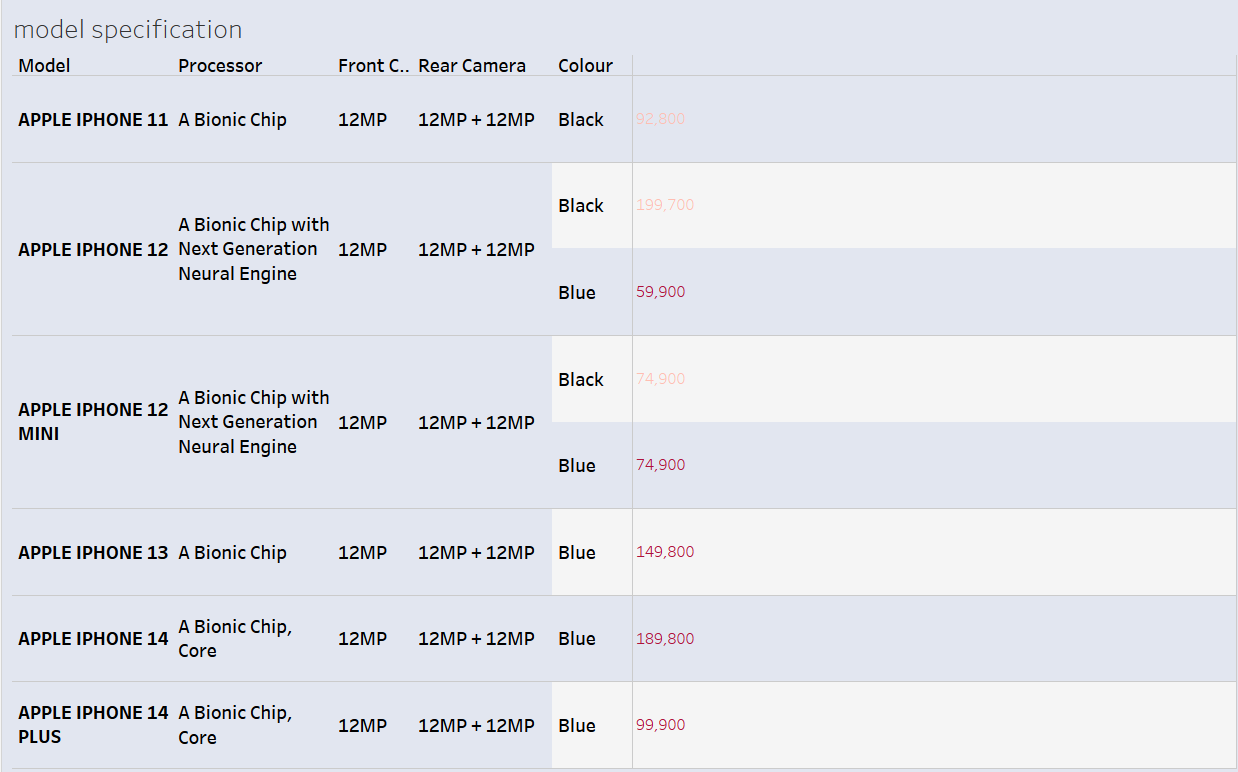 model specification
Model Processor Front C.. Rear Camera Colour
APPLE IPHONE 11 A Bionic Chip 12MP 12MP + 12MP Black 92,800
APPLE IPHONE 12 A Bionic Chip with
Next Generation
Neural Engine 12MP 12MP + 12MP Black 199,700
Blue 59,900
APPLE IPHONE 12
MINI A Bionic Chip with
Next Generation
Neural Engine 12MP 12MP + 12MP Black 74,900
Blue 74,900
APPLE IPHONE 13 A Bionic Chip 12MP 12MP + 12MP Blue 149,800
APPLE IPHONE 14 A Bionic Chip,
Core 12MP 12MP + 12MP Blue 189,800
APPLE IPHONE 14
PLUS A Bionic Chip,
Core 12MP 12MP + 12MP Blue 99,900